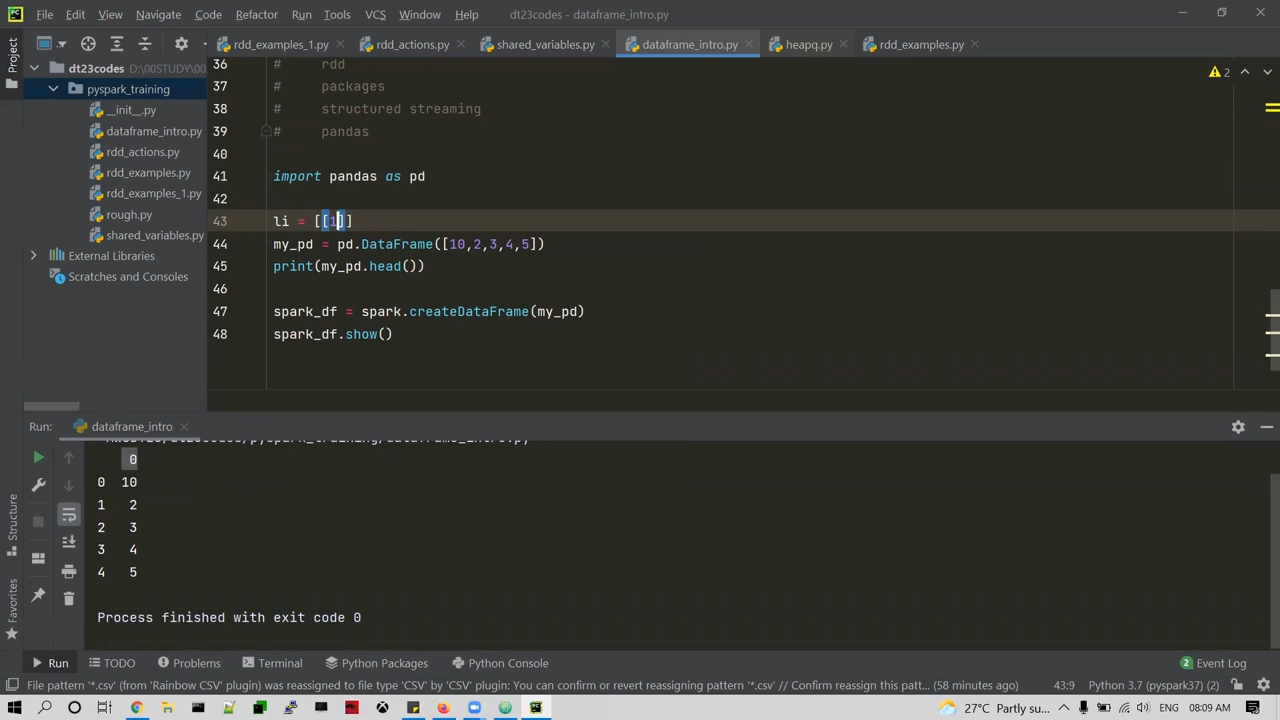 File Edit View Navigate Code Refactor Run Tools VCS Window Help dt23codes - dataframe_intro.py
rdd_examples_1.py rdd_actions.py shared_variables.py dataframe_intro.py heapq.py rdd_examples.py
Project
dt23codes D:\00STUDY\00
pyspark_training
__init__.py
dataframe_intro.py
rdd_actions.py
rdd_examples.py
rdd_examples_1.py
rough.py
shared_variables.py
External Libraries
Scratches and Consoles
2
36 # rdd
37 # packages
38 # structured streaming
39 # pandas
40
41 import pandas as pd
42
43 li = [[1]]
44 my_pd = pd.DataFrame([10,2,3,4,5])
45 print(my_pd.head())
46
47 spark_df = spark.createDataFrame(my_pd)
48 spark_df.show()
Run: dataframe_intro
0
0 10
1 2
2 3
3 4
4 5
Process finished with exit code 0
Structure
Favorites
Run TODO Problems Terminal Python Packages Python Console 2 Event Log
File pattern '*.csv' (from 'Rainbow CSV' plugin) was reassigned to file type 'CSV' by 'CSV' plugin: You can confirm or revert reassigning pattern '*.csv' // Confirm reassign this patt... (58 minutes ago) 43:9 Python 3.7 (pyspark37) (2)
27°C Partly su... ENG 08:09 AM